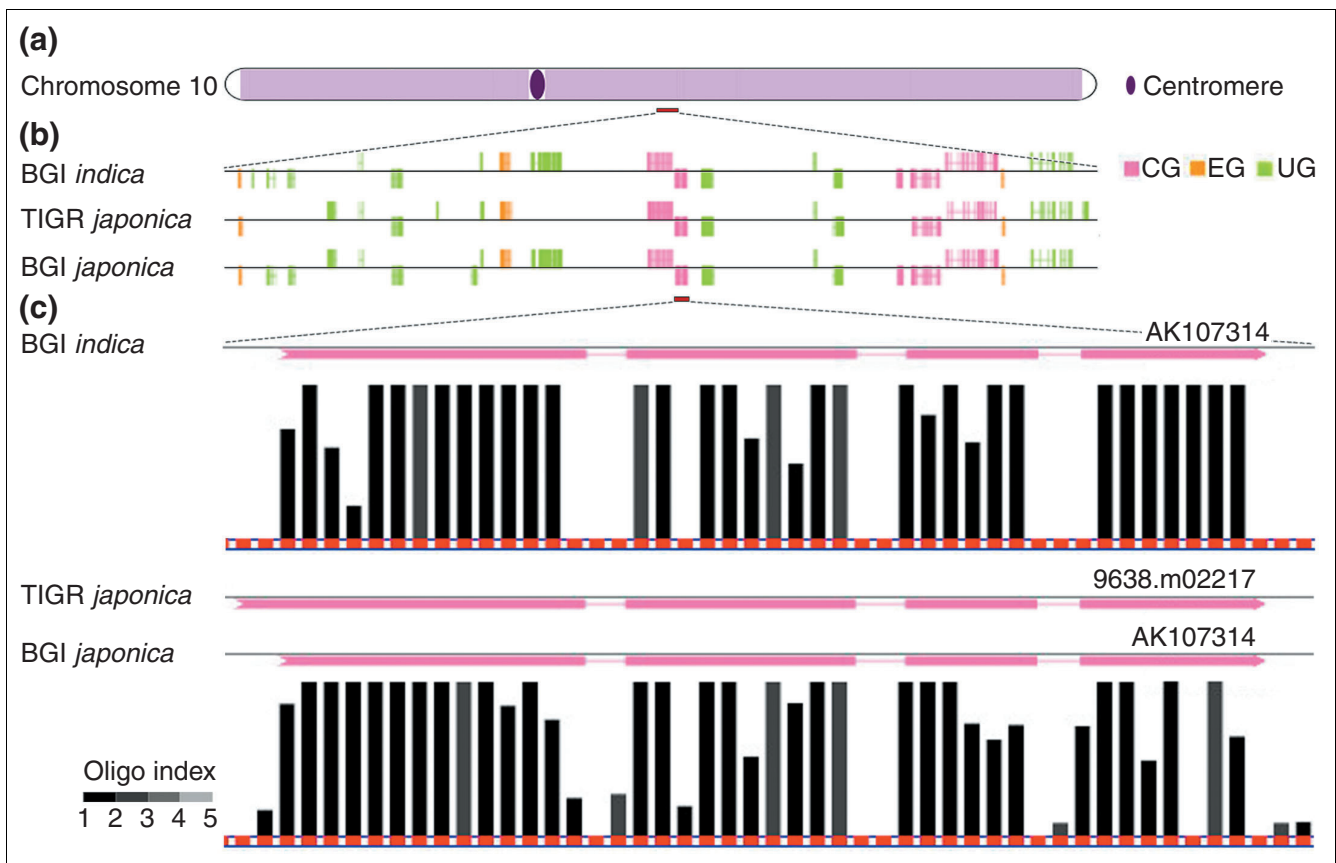 (a)
Chromosome 10
Centromere
(b)
BGI indica
CG EG UG
TIGR japonica
BGI japonica
(c)
BGI indica
AK107314
TIGR japonica
9638.m02217
BGI japonica
AK107314
Oligo index
1 2 3 4 5